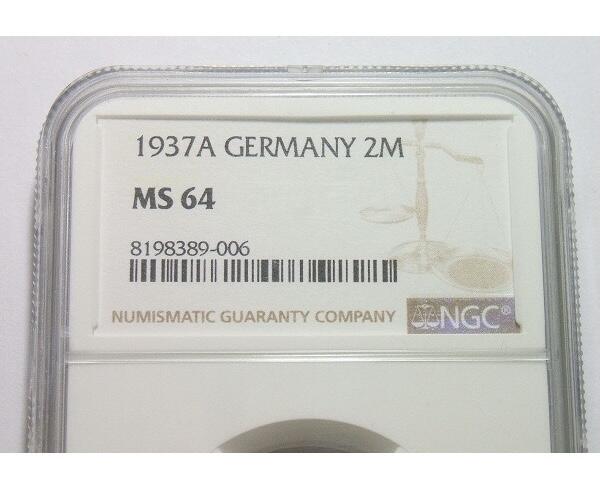 1937A GERMANY 2M
MS 64
8198389-006
NUMISMATIC GUARANTY COMPANY
NGC®